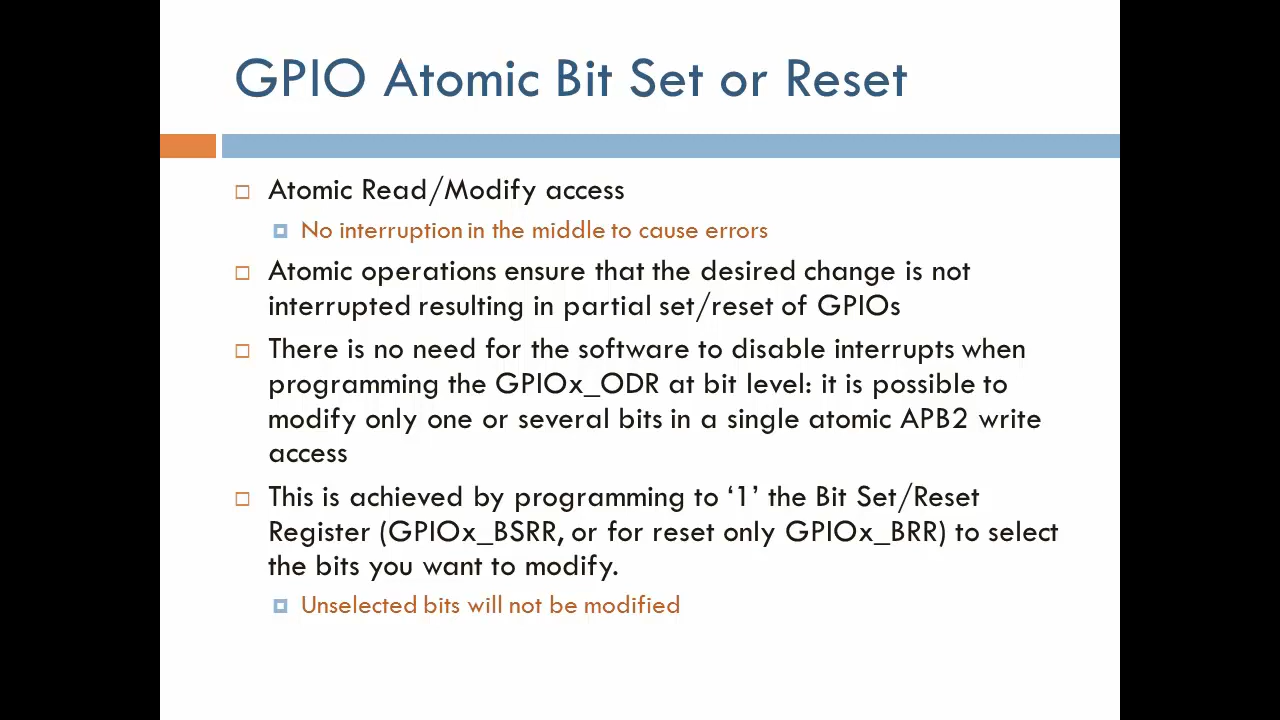 GPIO Atomic Bit Set or Reset
Atomic Read/Modify access
No interruption in the middle to cause errors
Atomic operations ensure that the desired change is not
interrupted resulting in partial set/reset of GPIOs
There is no need for the software to disable interrupts when
programming the GPIOx_ODR at bit level: it is possible to
modify only one or several bits in a single atomic APB2 write
access
This is achieved by programming to ‘1’ the Bit Set/Reset
Register (GPIOx_BSRR, or for reset only GPIOx_BRR) to select
the bits you want to modify.
Unselected bits will not be modified